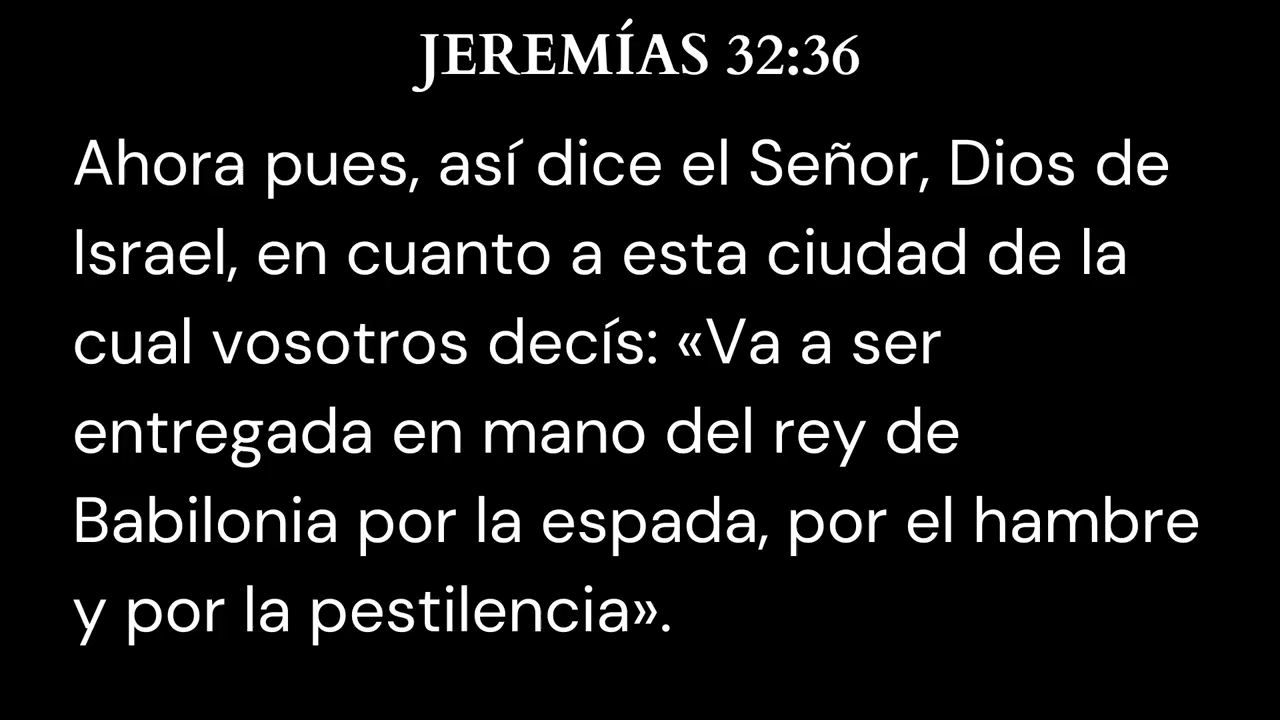 JEREMÍAS 32:36
Ahora pues, así dice el Señor, Dios de
Israel, en cuanto a esta ciudad de la
cual vosotros decís: «Va a ser
entregada en mano del rey de
Babilonia por la espada, por el hambre
y por la pestilencia».